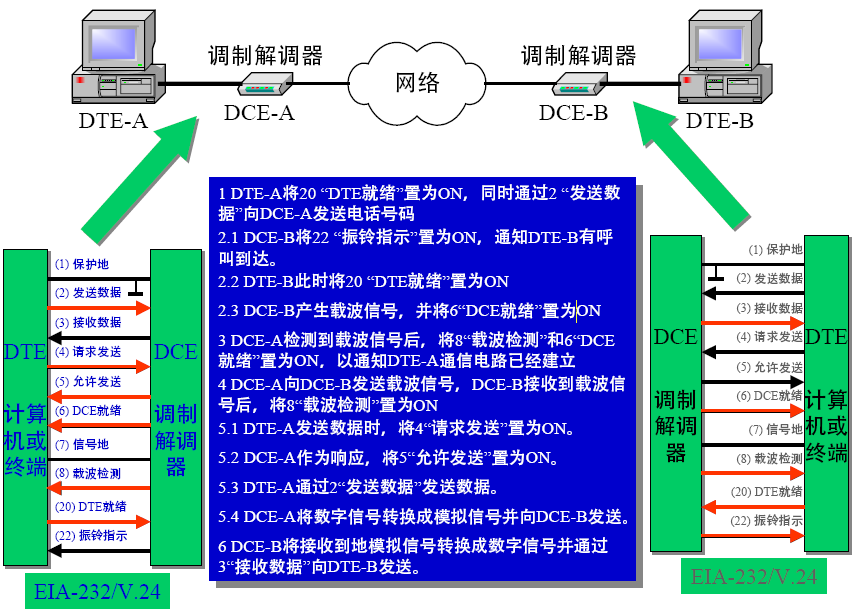 调制解调器
调制解调器
网络
DTE-A
DCE-A
DCE-B
DTE-B
1 DTE-A将20 “DTE就绪”置为ON，同时通过2 “发送数
据”向DCE-A发送电话号码
2.1 DCE-B将22 “振铃指示”置为ON，通知DTE-B有呼
叫到达。
2.2 DTE-B此时将20 “DTE就绪”置为ON
2.3 DCE-B产生载波信号，并将6“DCE就绪”置为ON
3 DCE-A检测到载波信号后，将8“载波检测”和6“DCE
就绪”置为ON，以通知DTE-A通信电路已经建立
4 DCE-A向DCE-B发送载波信号，DCE-B接收到载波信
号后，将8“载波检测”置为ON
5.1 DTE-A发送数据时，将4“请求发送”置为ON。
5.2 DCE-A作为响应，将5“允许发送”置为ON。
5.3 DTE-A通过2“发送数据”发送数据。
5.4 DCE-A将数字信号转换成模拟信号并向DCE-B发送。
6 DCE-B将接收到地模拟信号转换成数字信号并通过
3“接收数据”向DTE-B发送。
DTE
计算
机或
终端
(1) 保护地
(2) 发送数据
(3) 接收数据
(4) 请求发送
(5) 允许发送
(6) DCE就绪
(7) 信号地
(8) 载波检测
(20) DTE就绪
(22) 振铃指示
DCE
调制
解调
器
EIA-232/V.24
DCE
调制
解调
器
(1) 保护地
(2) 发送数据
(3) 接收数据
(4) 请求发送
(5) 允许发送
(6) DCE就绪
(7) 信号地
(8) 载波检测
(20) DTE就绪
(22) 振铃指示
DTE
计算
机或
终端
EIA-232/V.24